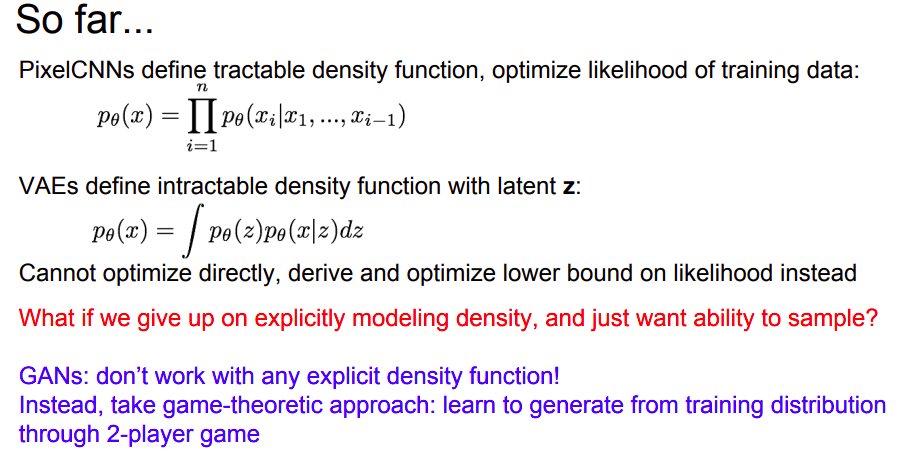 So far...
PixelCNNs define tractable density function, optimize likelihood of training data:
$p_\theta(x) = \prod_{i=1}^{n} p_\theta(x_i|x_1, ..., x_{i-1})$
VAEs define intractable density function with latent z:
$p_\theta(x) = \int p_\theta(z)p_\theta(x|z)dz$
Cannot optimize directly, derive and optimize lower bound on likelihood instead
What if we give up on explicitly modeling density, and just want ability to sample?
GANs: don’t work with any explicit density function!
Instead, take game-theoretic approach: learn to generate from training distribution
through 2-player game